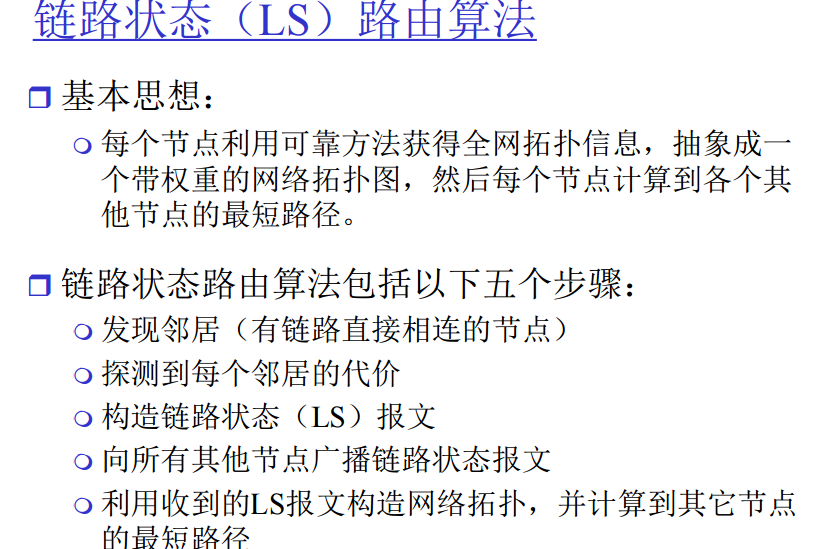 链路状态（LS）路由算法
基本思想：
每个节点利用可靠方法获得全网拓扑信息，抽象成一
个带权重的网络拓扑图，然后每个节点计算到各个其
他节点的最短路径。
链路状态路由算法包括以下五个步骤：
发现邻居（有链路直接相连的节点）
探测到每个邻居的代价
构造链路状态（LS）报文
向所有其他节点广播链路状态报文
利用收到的LS报文构造网络拓扑，并计算到其它节点
的最短路径